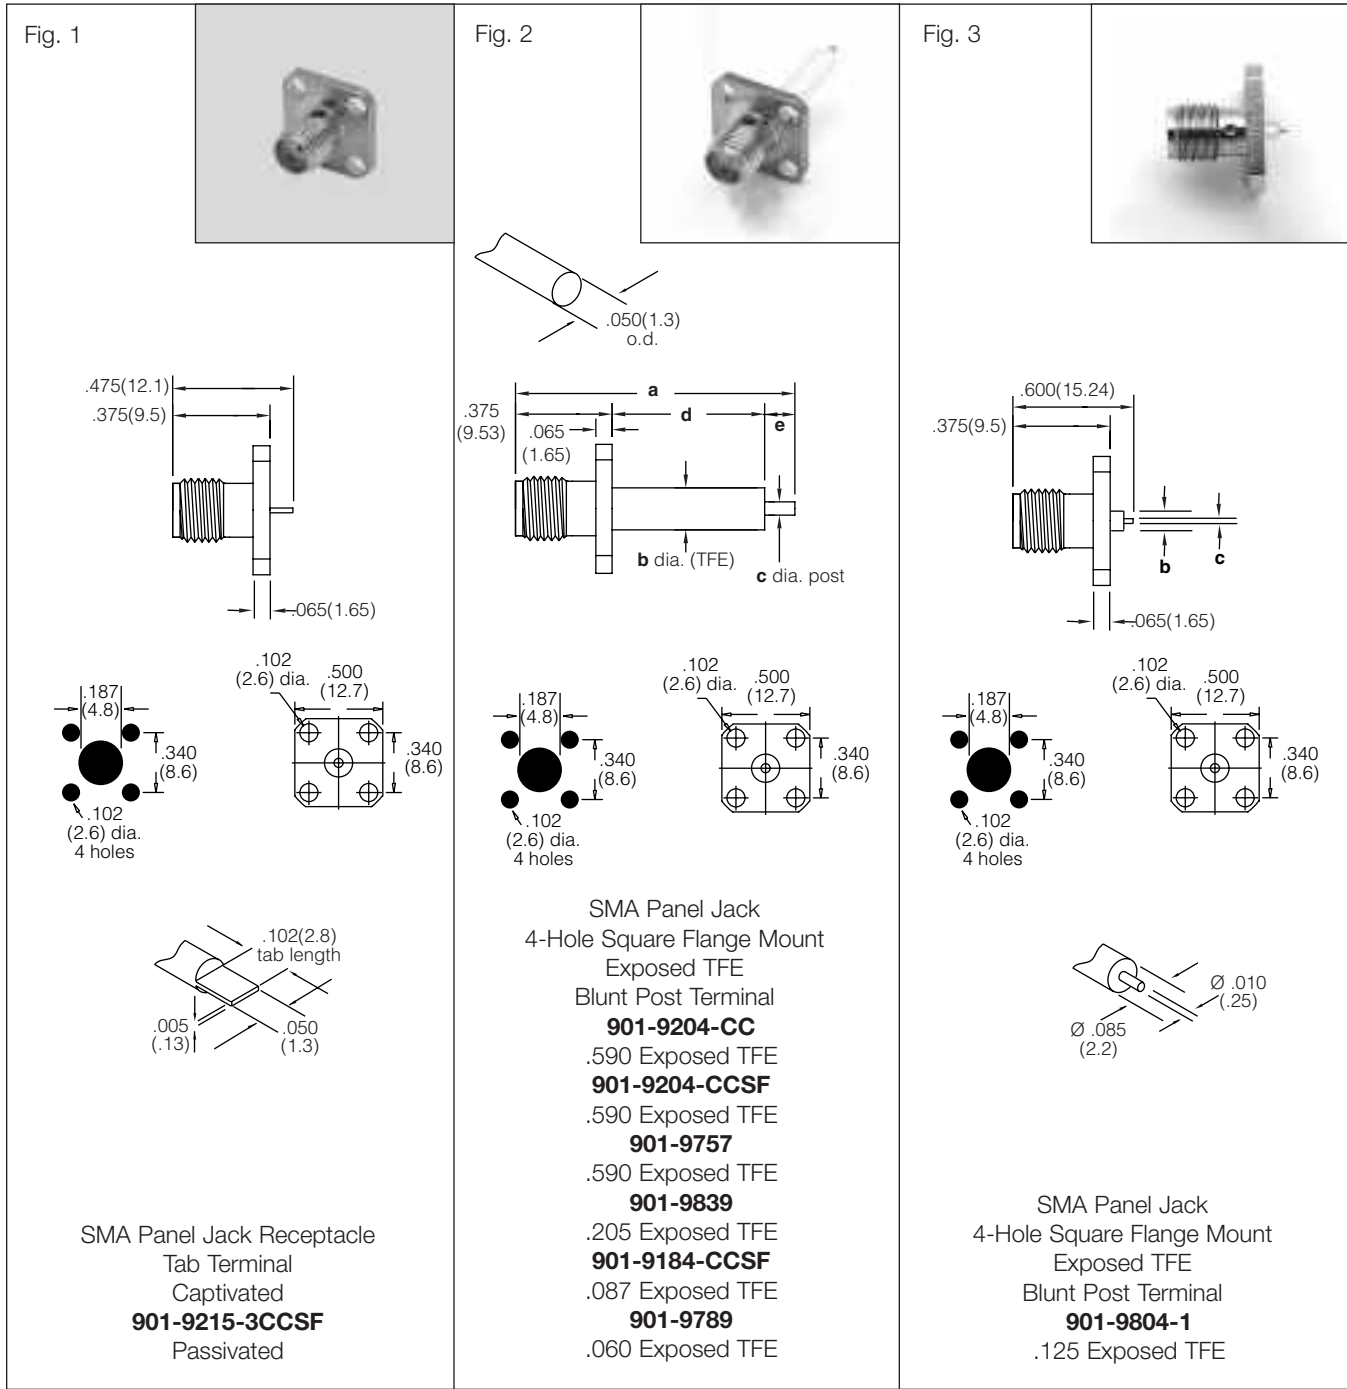 Fig. 1
.475(12.1)
.375(9.5)
.065(1.65)
.187
(4.8)
.340
(8.6)
.102
(2.6) dia.
4 holes
.102
(2.6) dia.
.500
(12.7)
.340
(8.6)
.102(2.8)
tab length
.005
(.13)
.050
(1.3)
SMA Panel Jack Receptacle
Tab Terminal
Captivated
901-9215-3CCSF
Passivated
Fig. 2
.050(1.3)
o.d.
a
.375
(9.53)
d
e
.065
(1.65)
b dia. (TFE)
c dia. post
.187
(4.8)
.340
(8.6)
.102
(2.6) dia.
4 holes
.102
(2.6) dia.
.500
(12.7)
.340
(8.6)
SMA Panel Jack
4-Hole Square Flange Mount
Exposed TFE
Blunt Post Terminal
901-9204-CC
.590 Exposed TFE
901-9204-CCSF
.590 Exposed TFE
901-9757
.590 Exposed TFE
901-9839
.205 Exposed TFE
901-9184-CCSF
.087 Exposed TFE
901-9789
.060 Exposed TFE
Fig. 3
.600(15.24)
.375(9.5)
b
c
.065(1.65)
.187
(4.8)
.340
(8.6)
.102
(2.6) dia.
4 holes
.102
(2.6) dia.
.500
(12.7)
.340
(8.6)
Ø .010
(.25)
Ø .085
(2.2)
SMA Panel Jack
4-Hole Square Flange Mount
Exposed TFE
Blunt Post Terminal
901-9804-1
.125 Exposed TFE